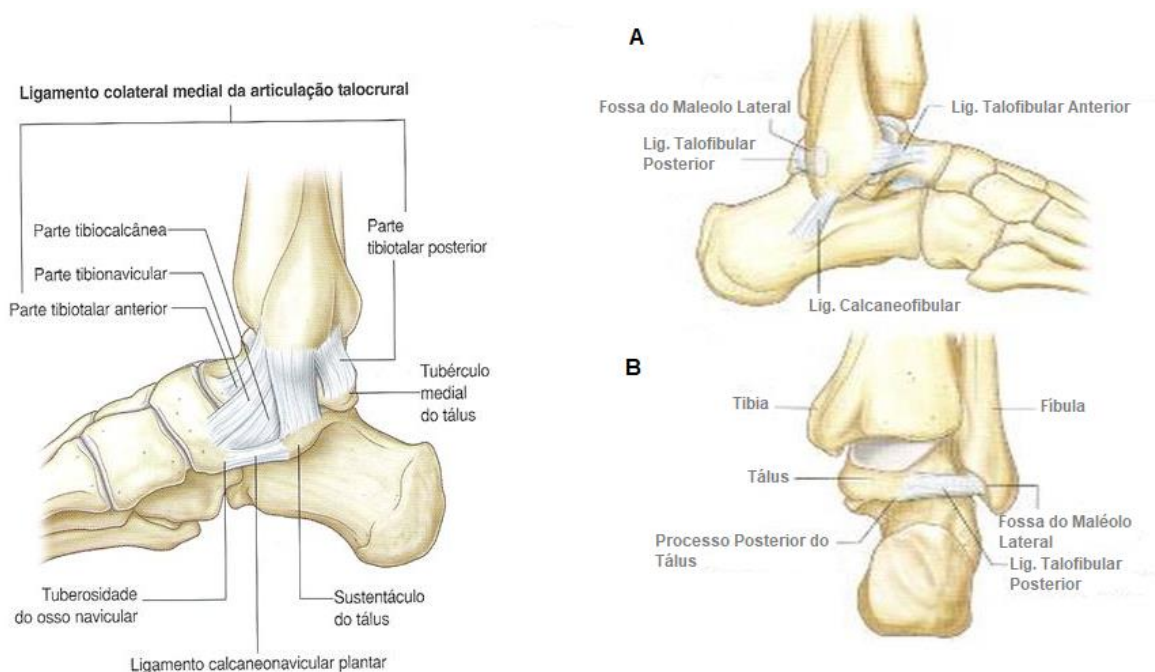 Ligamento colateral medial da articulação talocrural
Parte tibiocalcânea
Parte tibionavicular
Parte tibiotalar anterior
Parte
tibiotalar posterior
Tubérculo
medial
do tálus
Tuberosidade
do osso navicular
Sustentáculo
do tálus
Ligamento calcaneonavicular plantar
A
Fossa do Maleolo Lateral
Lig. Talofibular Anterior
Lig. Talofibular
Posterior
Lig. Calcaneofibular
B
Tibia
Fíbula
Tálus
Processo Posterior do
Tálus
Fossa do Maléolo
Lateral
Lig. Talofibular
Posterior